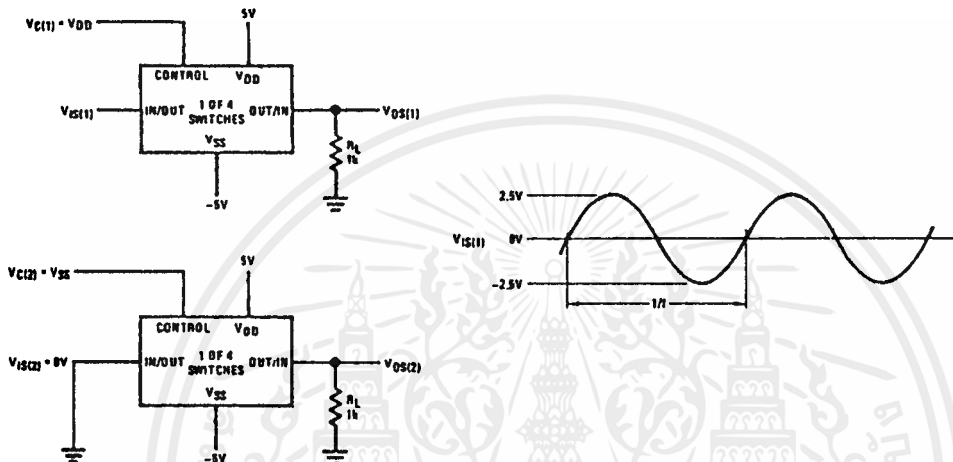 VC(1) = VDD
5V
CONTROL VDD
VIS(1) IN/OUT 1 OF 4 SWITCHES OUT/IN VOS(1)
VSS
RL
1k
-5V
2.5V
VIS(1) 0V
-2.5V
1/f
VC(2) = VSS
5V
CONTROL VDD
VIS(2) = 0V IN/OUT 1 OF 4 SWITCHES OUT/IN VOS(2)
VSS
RL
1k
-5V